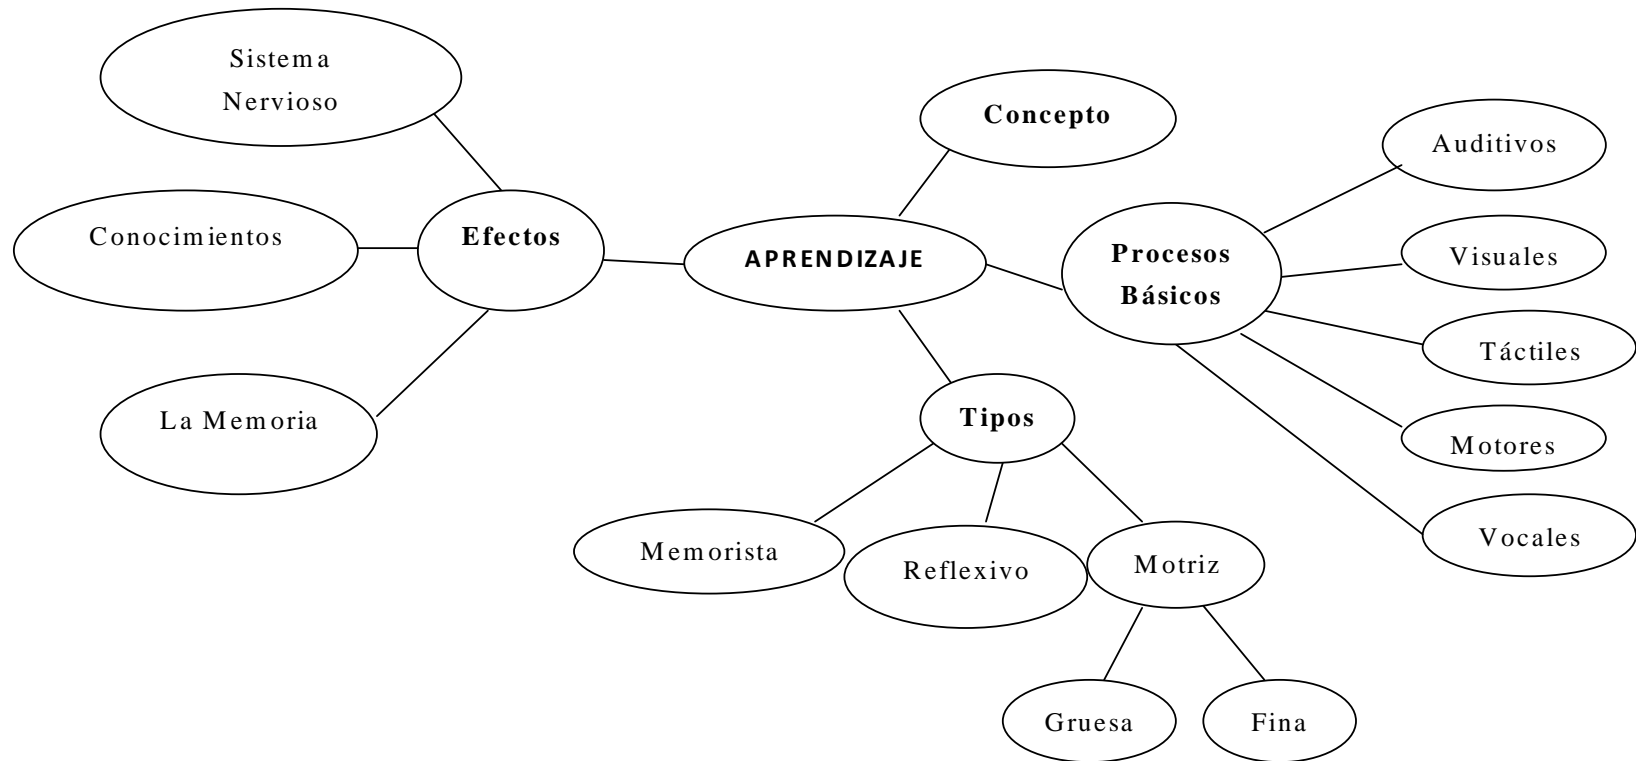 Sistema
Nervioso
Concepto
Auditivos
Conocimientos
Efectos
APRENDIZAJE
Procesos
Básicos
Visuales
Táctiles
La Memoria
Tipos
Motores
Vocales
Memorista
Reflexivo
Motriz
Gruesa
Fina